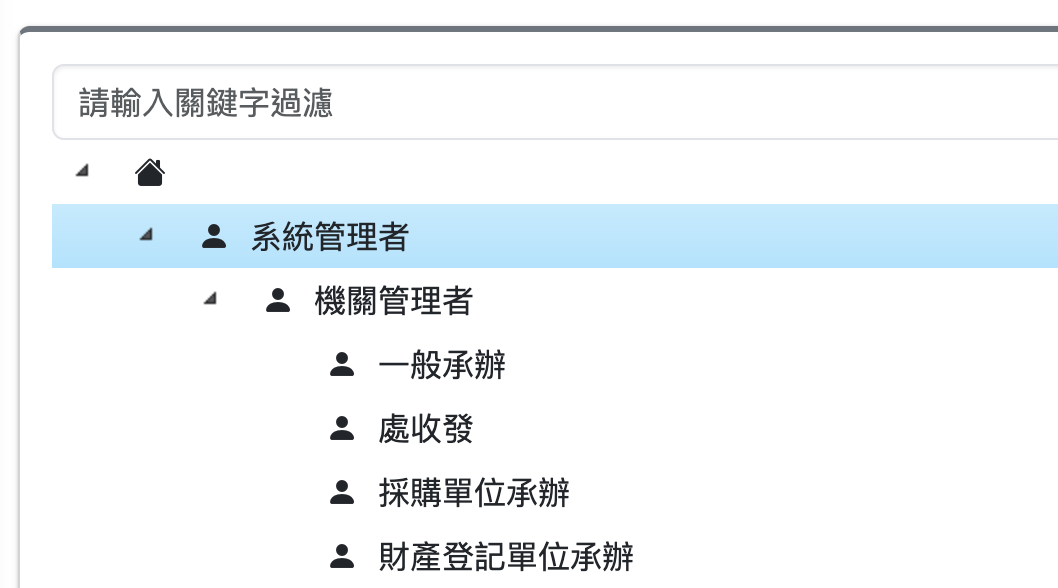 請輸入關鍵字過濾
系統管理者
機關管理者
一般承辦
處收發
採購單位承辦
財產登記單位承辦